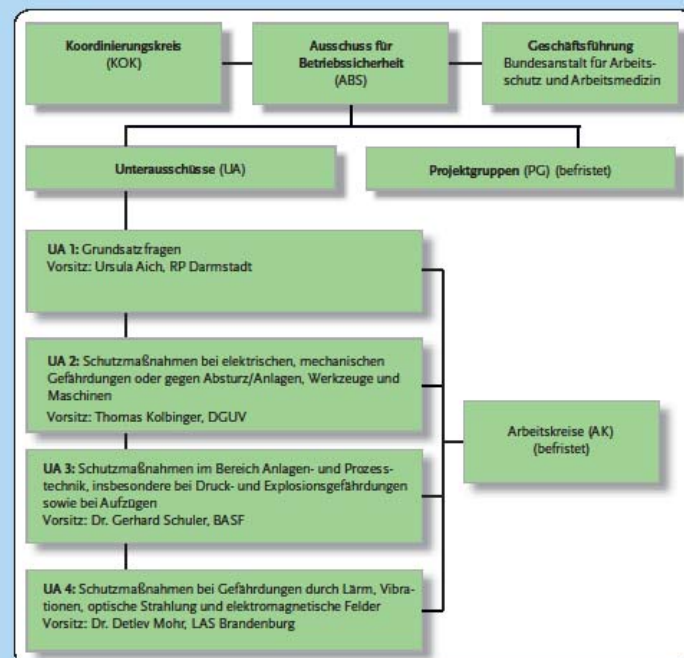 Koordinierungskreis
(KOK)
Ausschuss für
Betriebssicherheit
(ABS)
Geschäftsführung
Bundesanstalt für Arbeits-
schutz und Arbeitsmedizin
Unterausschüsse (UA)
Projektgruppen (PG) (befristet)
UA 1: Grundsatzfragen
Vorsitz: Ursula Aich, RP Darmstadt
UA 2: Schutzmaßnahmen bei elektrischen, mechanischen
Gefährdungen oder gegen Absturz/Anlagen, Werkzeuge und
Maschinen
Vorsitz: Thomas Kolbinger, DGUV
UA 3: Schutzmaßnahmen im Bereich Anlagen- und Prozess-
technik, insbesondere bei Druck- und Explosionsgefährdungen
sowie bei Aufzügen
Vorsitz: Dr. Gerhard Schuler, BASF
UA 4: Schutzmaßnahmen bei Gefährdungen durch Lärm, Vibra-
tionen, optische Strahlung und elektromagnetische Felder
Vorsitz: Dr. Detlev Mohr, LAS Brandenburg
Arbeitskreise (AK)
(befristet)